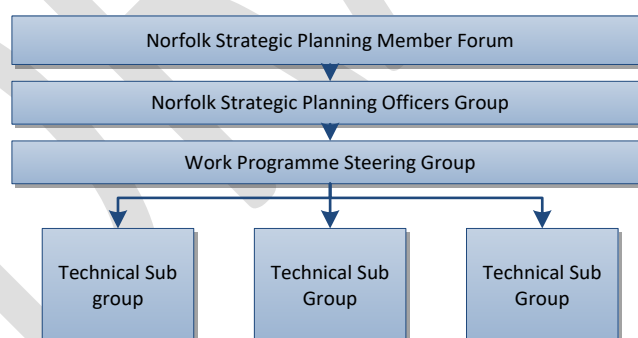 Norfolk Strategic Planning Member Forum
Norfolk Strategic Planning Officers Group
Work Programme Steering Group
Technical Sub
group
Technical Sub
Group
Technical Sub
Group